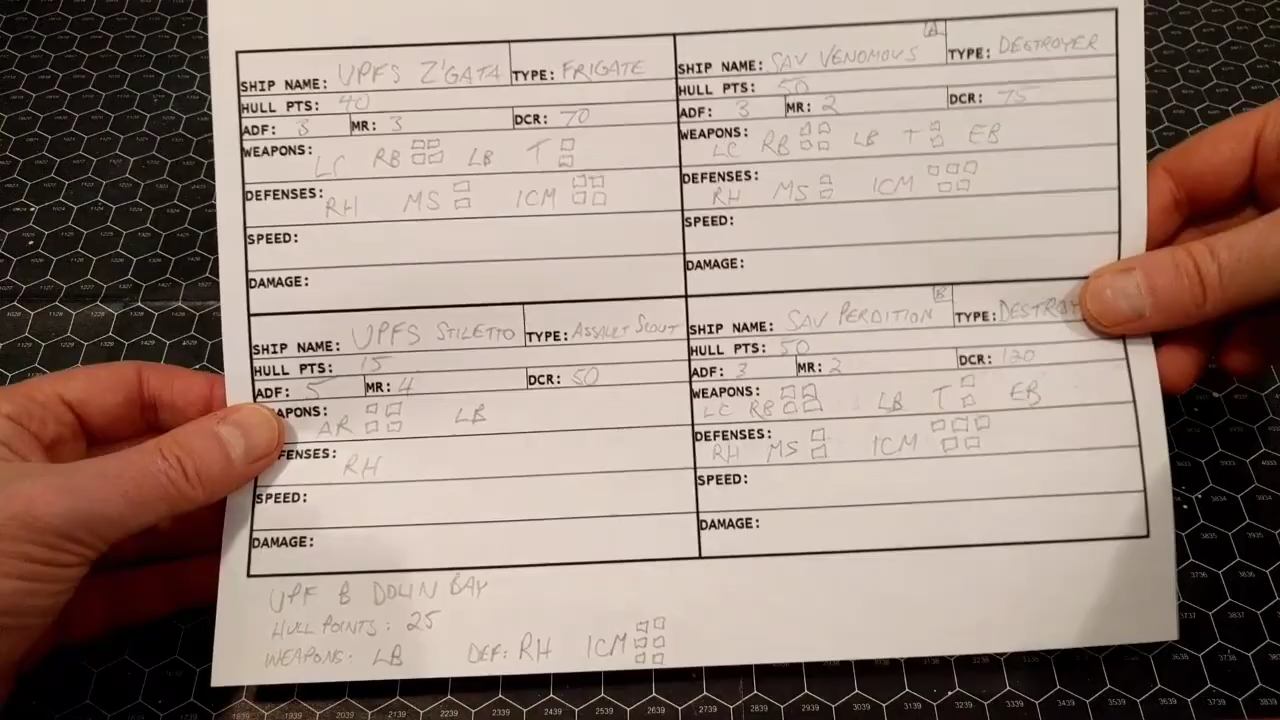 SHIP NAME: UPFS Z'GATA TYPE: FRIGATE
HULL PTS: 40
ADF: 3 MR: 3 DCR: 70
WEAPONS: LC RB LB T
DEFENSES: RH MS ICM
SPEED:
DAMAGE:
A
SHIP NAME: SAV VENOMOUS TYPE: DESTROYER
HULL PTS: 50
ADF: 3 MR: 2 DCR: 75
WEAPONS: LC RB LB T EB
DEFENSES: RH MS ICM
SPEED:
DAMAGE:
SHIP NAME: UPFS STILETTO TYPE: ASSAULT SCOUT
HULL PTS: 15
ADF: 5 MR: 4 DCR: 50
APONS: AR LB
FENSES: RH
SPEED:
DAMAGE:
B
SHIP NAME: SAV PERDITION TYPE: DESTROY
HULL PTS: 50
ADF: 3 MR: 2 DCR: 120
WEAPONS: LC RB LB T EB
DEFENSES: RH MS ICM
SPEED:
DAMAGE:
UPF B DOWN BAY
HULL POINTS: 25
WEAPONS: LB DEF: RH ICM